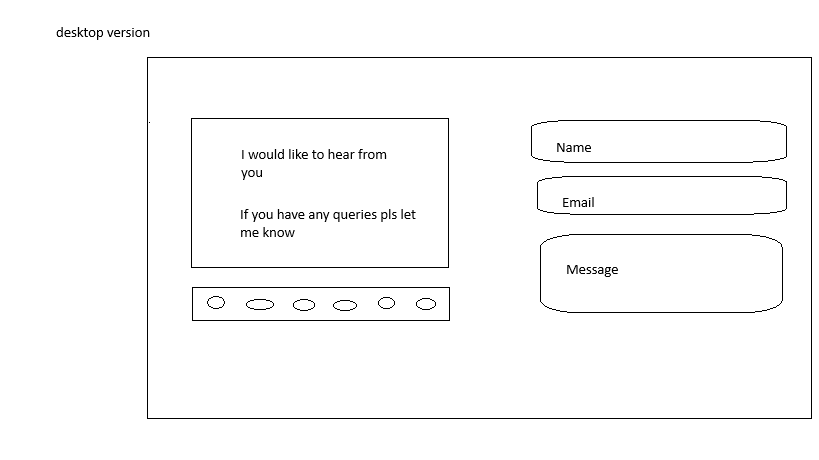 desktop version
I would like to hear from
you
If you have any queries pls let
me know
Name
Email
Message